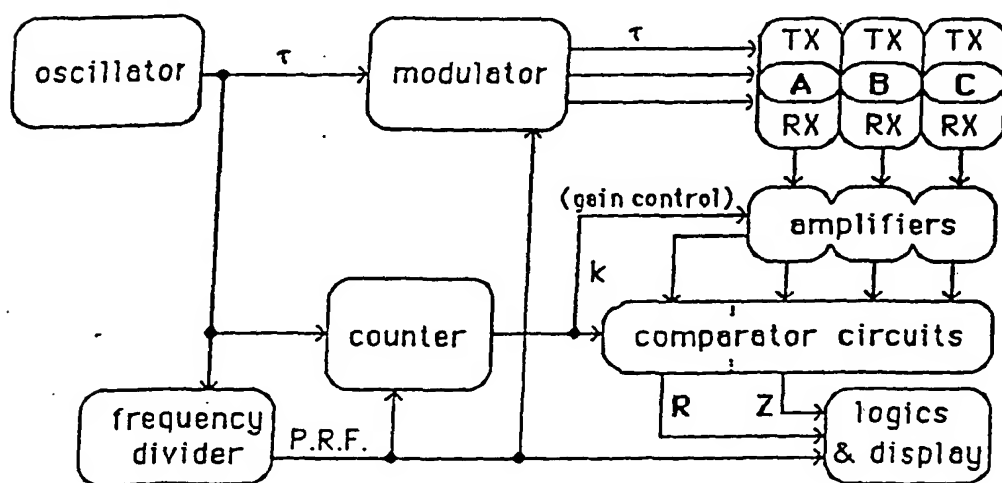 oscillator
τ
modulator
τ
TX TX TX
A B C
RX RX RX
(gain control)
amplifiers
k
counter
comparator circuits
frequency
divider
P.R.F.
R
Z
logics
& display